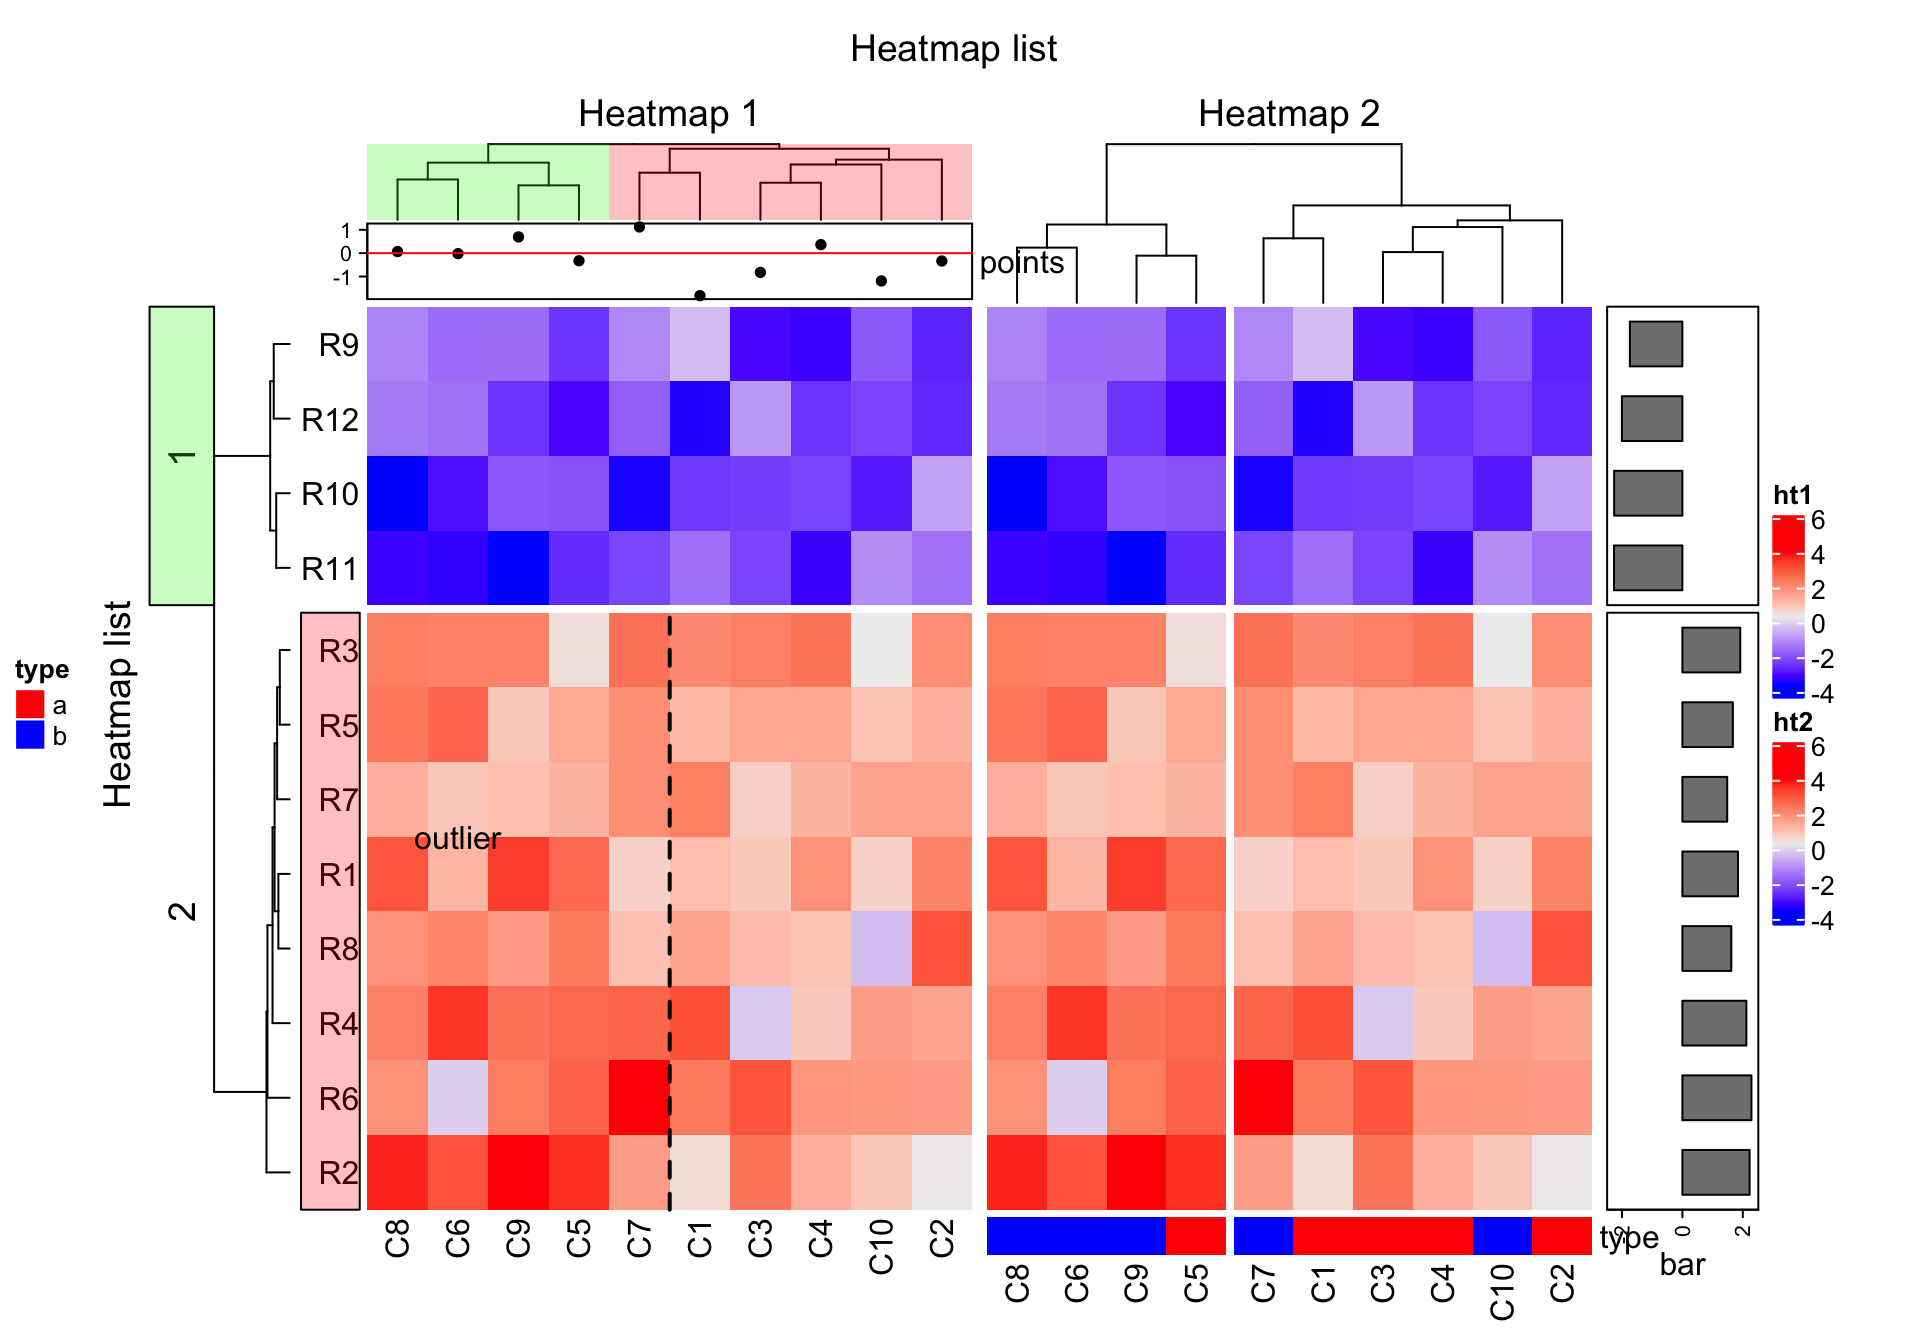 Heatmap list
Heatmap 1
Heatmap 2
1
0
-1
points
Heatmap list
1
2
R9
R12
R10
R11
R3
R5
R7
R1
R8
R4
R6
R2
outlier
type
a
b
ht1
6
4
2
0
-2
-4
ht2
6
4
2
0
-2
-4
C8 C6 C9 C5 C7 C1 C3 C4 C10 C2
C8 C6 C9 C5 C7 C1 C3 C4 C10 C2
type
-2 0 2
bar